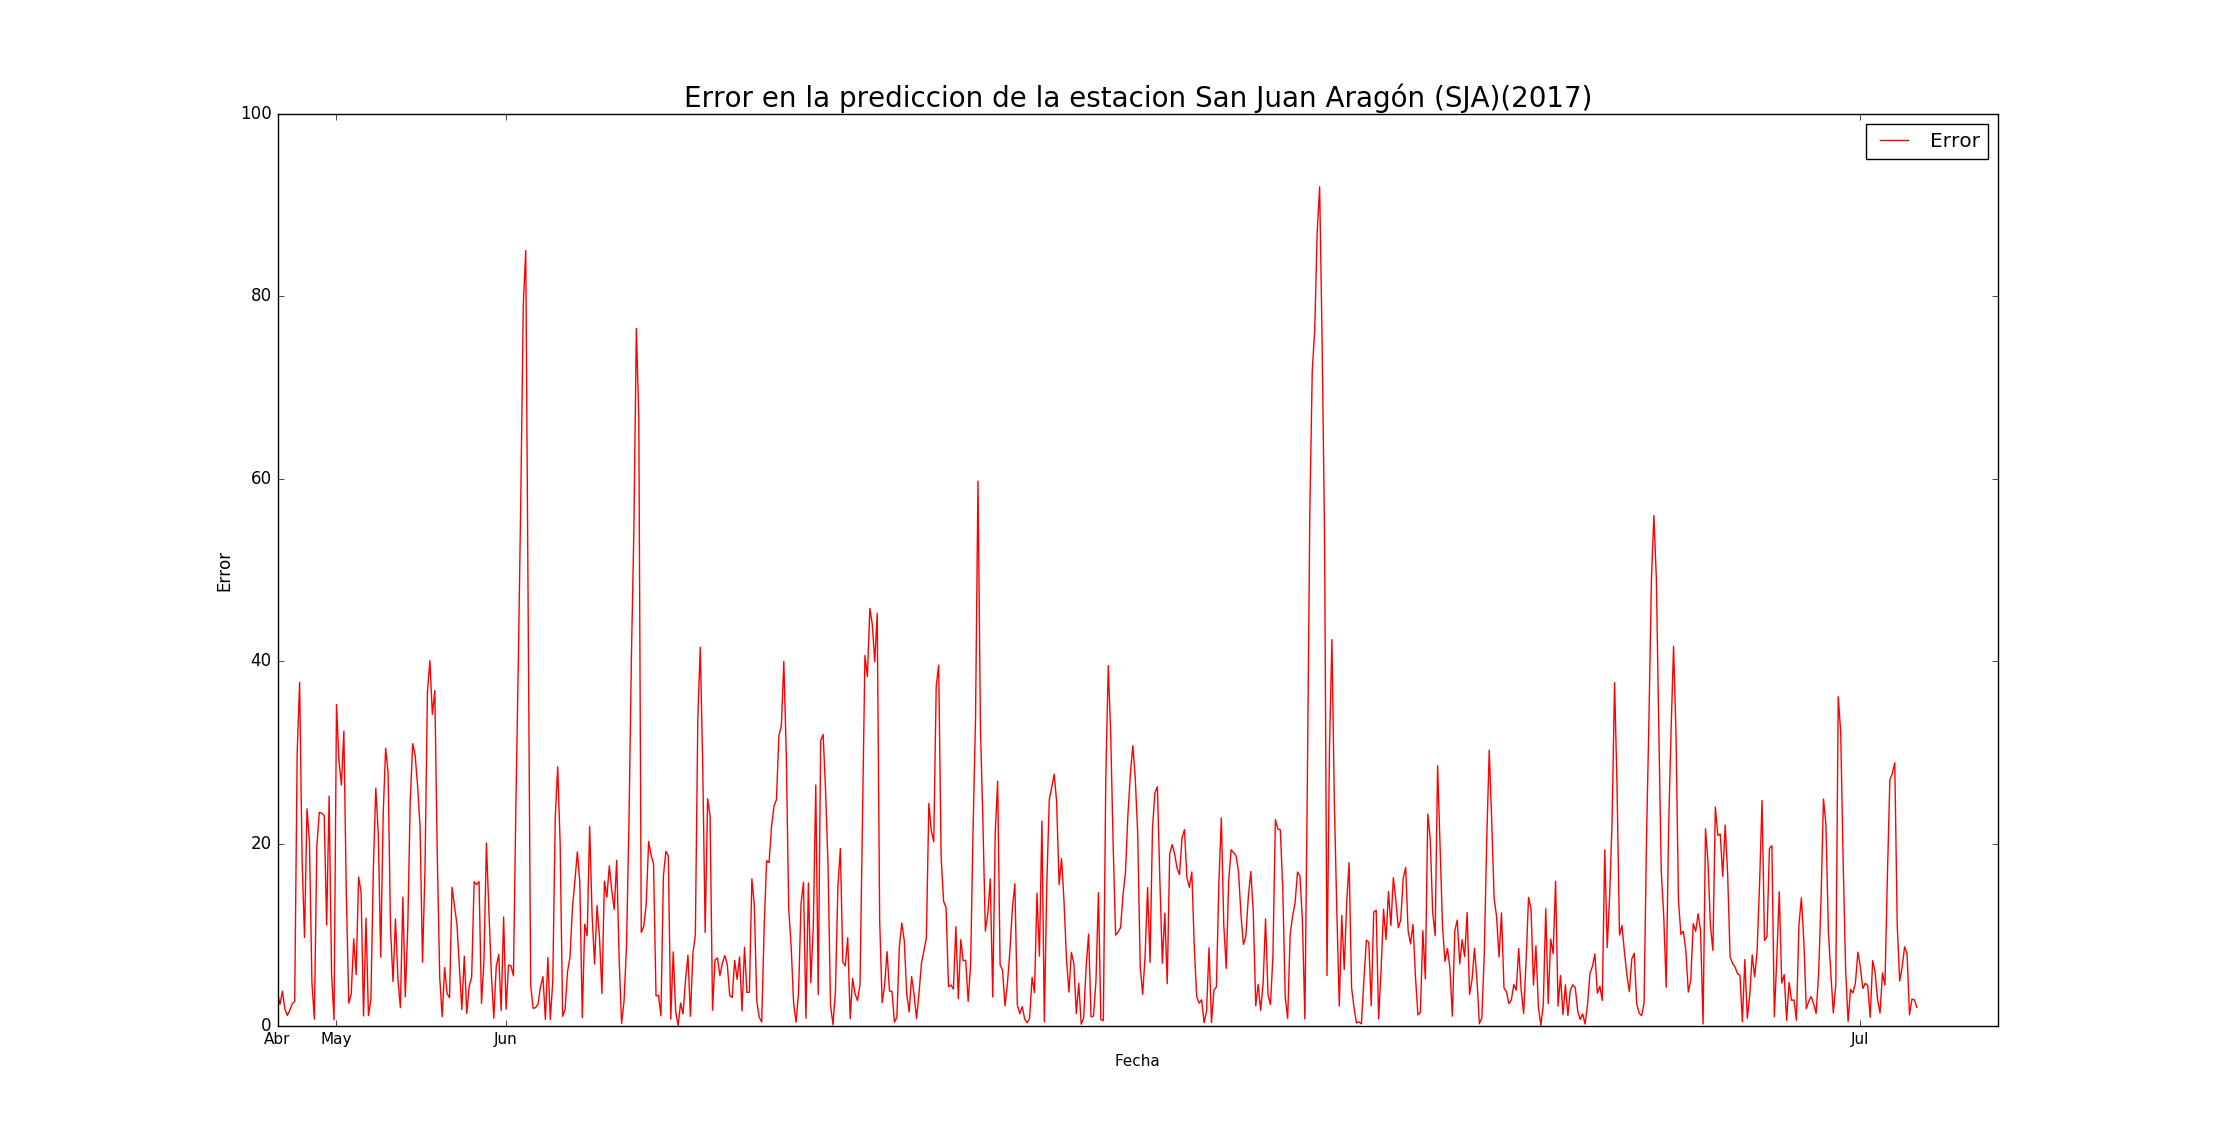 Error en la prediccion de la estacion San Juan Aragón (SJA)(2017)
Error
100
80
60
40
20
0
Error
Abr May Jun Jul
Fecha